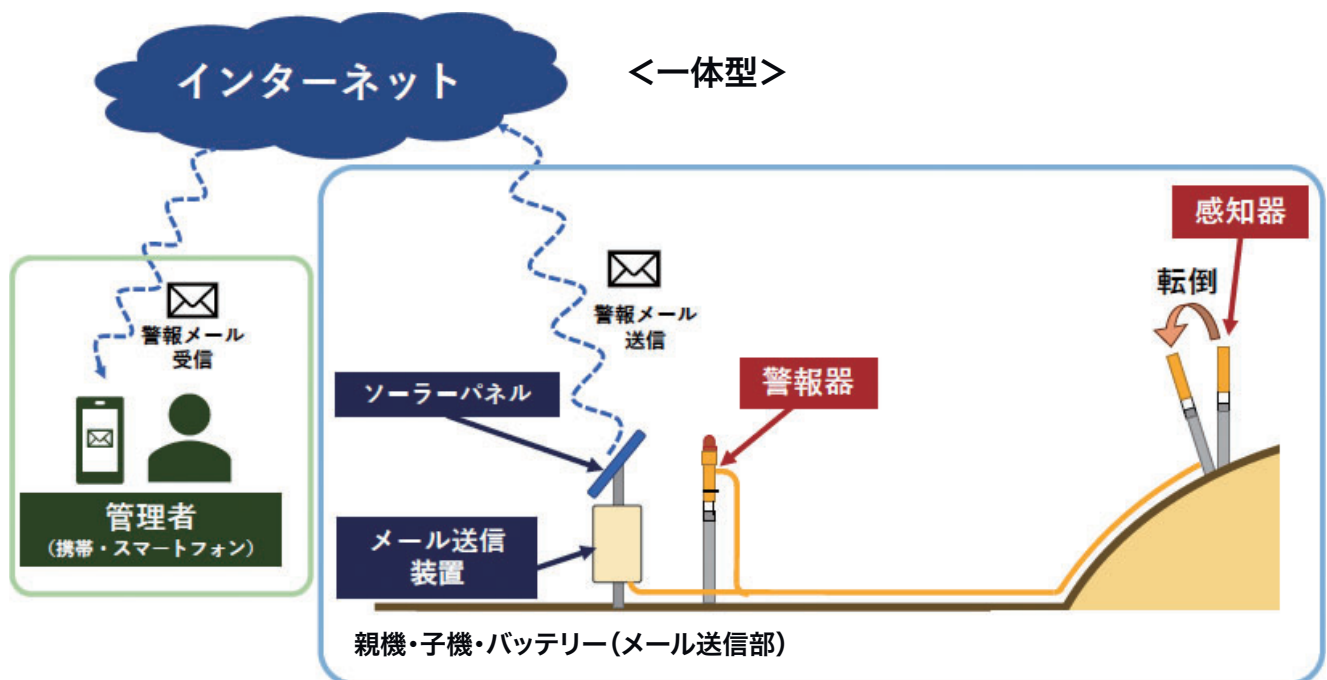 インターネット
＜一体型＞
感知器
転倒
警報メール
受信
警報メール
送信
ソーラーパネル
警報器
管理者
（携帯・スマートフォン）
メール送信
装置
親機・子機・バッテリー（メール送信部）